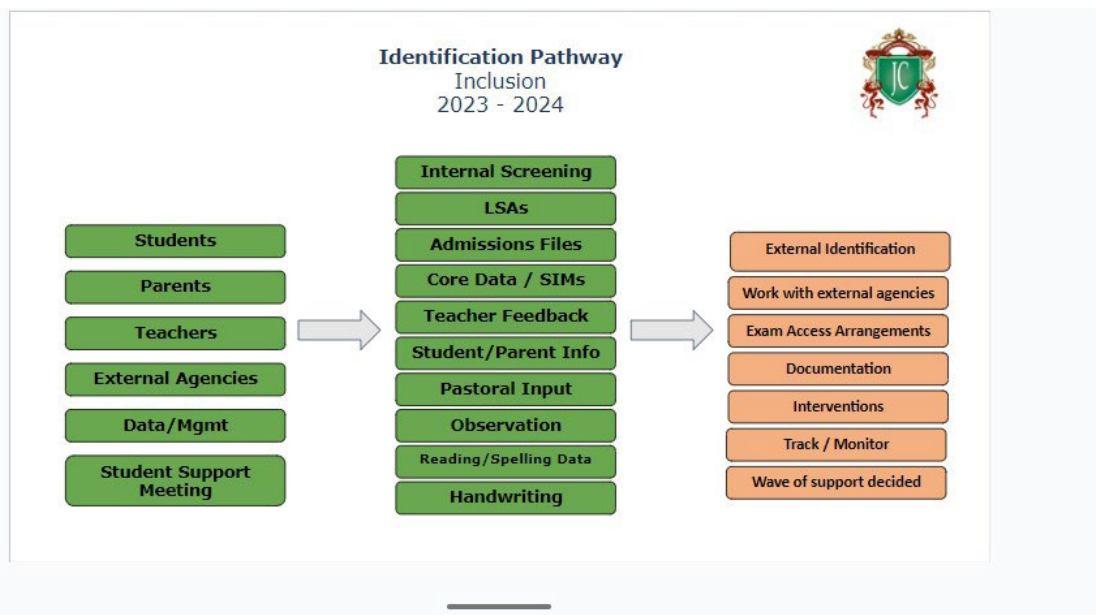 Identification Pathway
Inclusion
2023 - 2024
JC
Students
Parents
Teachers
External Agencies
Data/Mgmt
Student Support
Meeting
Internal Screening
LSAs
Admissions Files
Core Data / SIMs
Teacher Feedback
Student/Parent Info
Pastoral Input
Observation
Reading/Spelling Data
Handwriting
External Identification
Work with external agencies
Exam Access Arrangements
Documentation
Interventions
Track / Monitor
Wave of support decided